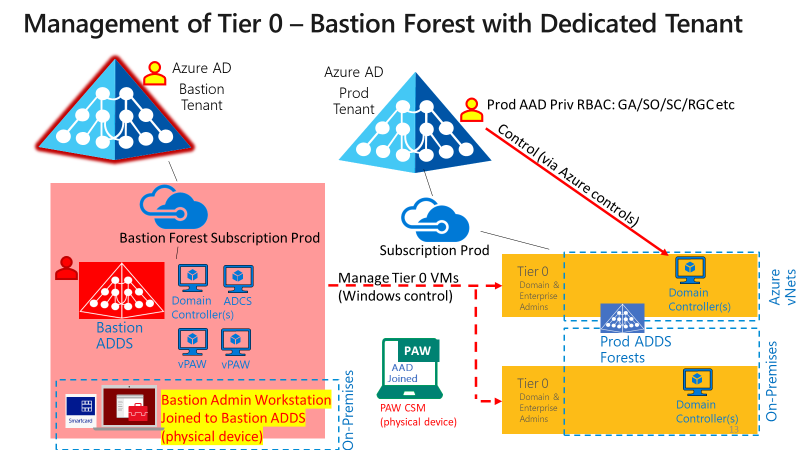 Management of Tier 0 – Bastion Forest with Dedicated Tenant
Azure AD
Bastion
Tenant
Azure AD
Prod
Tenant
Prod AAD Priv RBAC: GA/SO/SC/RGC etc
Control (via Azure controls)
Bastion Forest Subscription Prod
Subscription Prod
Domain
Controller(s)
ADCS
Bastion
ADDS
vPAW
vPAW
Manage Tier 0 VMs
(Windows control)
Tier 0
Domain &
Enterprise
Admins
Domain
Controller(s)
Azure
vNets
Prod ADDS
Forests
PAW
AAD
Joined
PAW CSM
(physical device)
Tier 0
Domain &
Enterprise
Admins
Domain
Controller(s)
On-Premises
Smartcard
Bastion Admin Workstation
Joined to Bastion ADDS
(physical device)
On-Premises
13